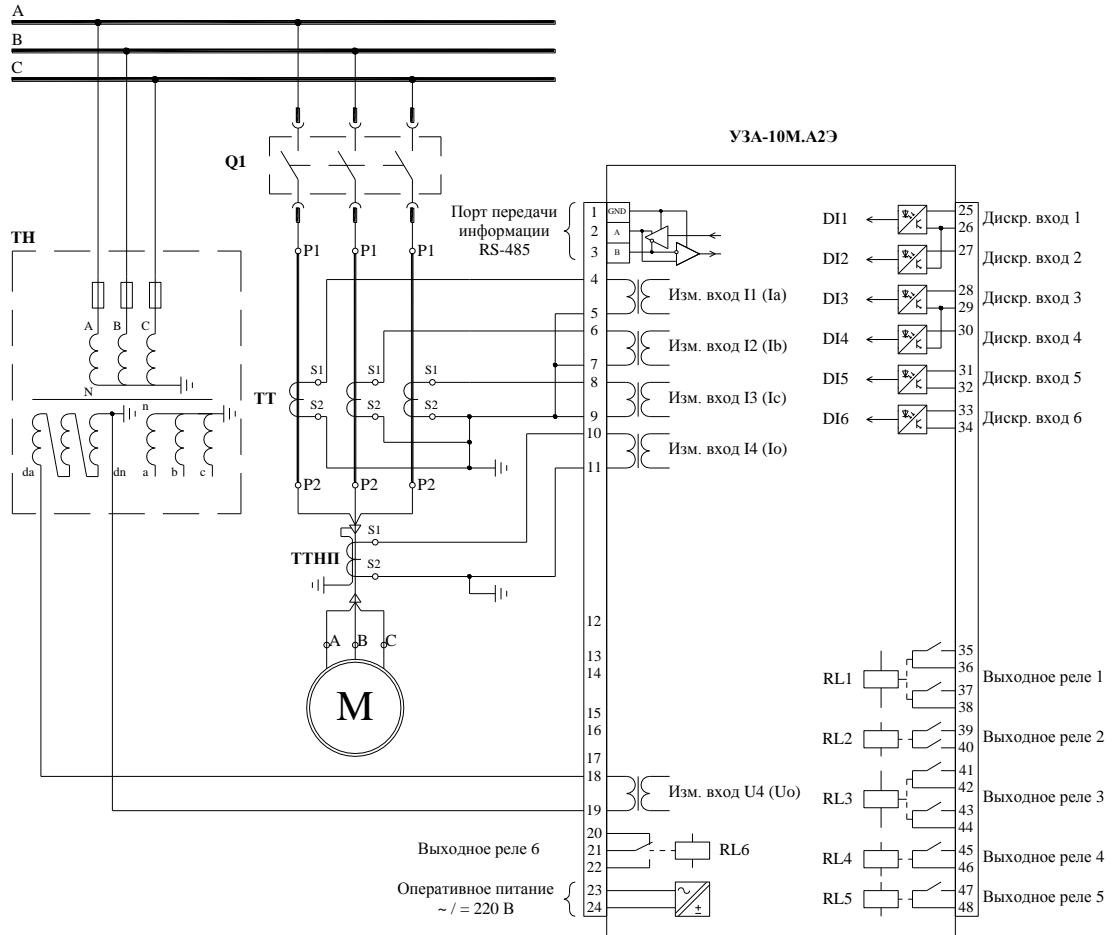 A
B
C
УЗА-10М.А2Э
Q1
ТН
A
B
C
N
n
da
dn
a
b
c
P1
P1
P1
ТТ
S1
S1
S1
S2
S2
S2
P2
P2
P2
ТТНП
S1
S2
A
B
C
М
Порт передачи
информации
RS-485
1
GND
2
A
3
B
4
Изм. вход I1 (Ia)
5
6
Изм. вход I2 (Ib)
7
8
Изм. вход I3 (Ic)
9
10
Изм. вход I4 (Io)
11
12
13
14
15
16
17
18
Изм. вход U4 (Uo)
19
20
Выходное реле 6
21
RL6
22
Оперативное питание
~ / = 220 В
23
24
~
±
DI1
25
26
Дискр. вход 1
DI2
27
Дискр. вход 2
DI3
28
29
Дискр. вход 3
DI4
30
Дискр. вход 4
DI5
31
32
Дискр. вход 5
DI6
33
34
Дискр. вход 6
RL1
35
36
37
38
Выходное реле 1
RL2
39
40
Выходное реле 2
RL3
41
42
43
44
Выходное реле 3
RL4
45
46
Выходное реле 4
RL5
47
48
Выходное реле 5